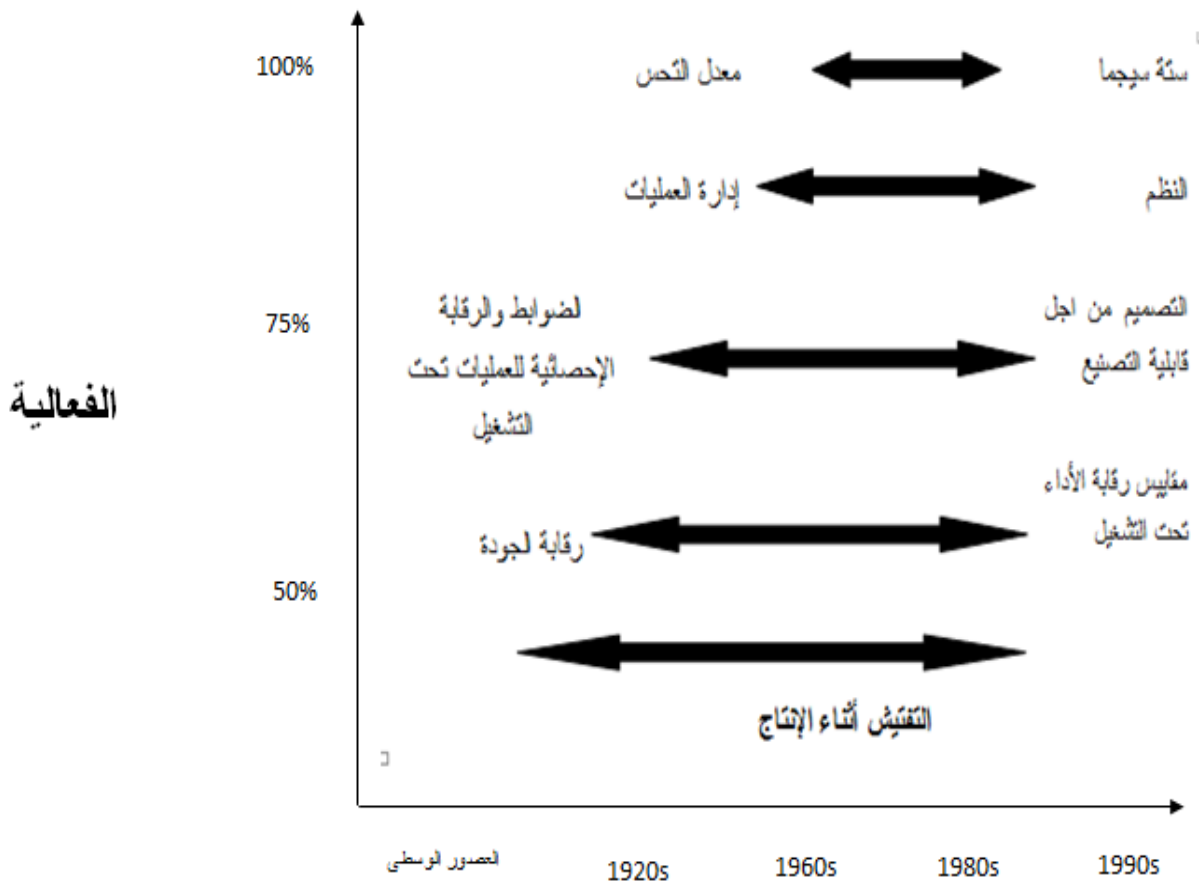 100%
معدل التحس
ستة سيجما
إدارة العمليات
النظم
75%
لضوابط والرقابة
الإحصائية للعمليات تحت
التشغيل
التصميم من اجل
قابلية التصنيع
الفعالية
مقاييس رقابة الأداء
تحت التشغيل
رقابة لجودة
50%
التفتيش أثناء الإنتاج
العصور الوسطى
1920s
1960s
1980s
1990s